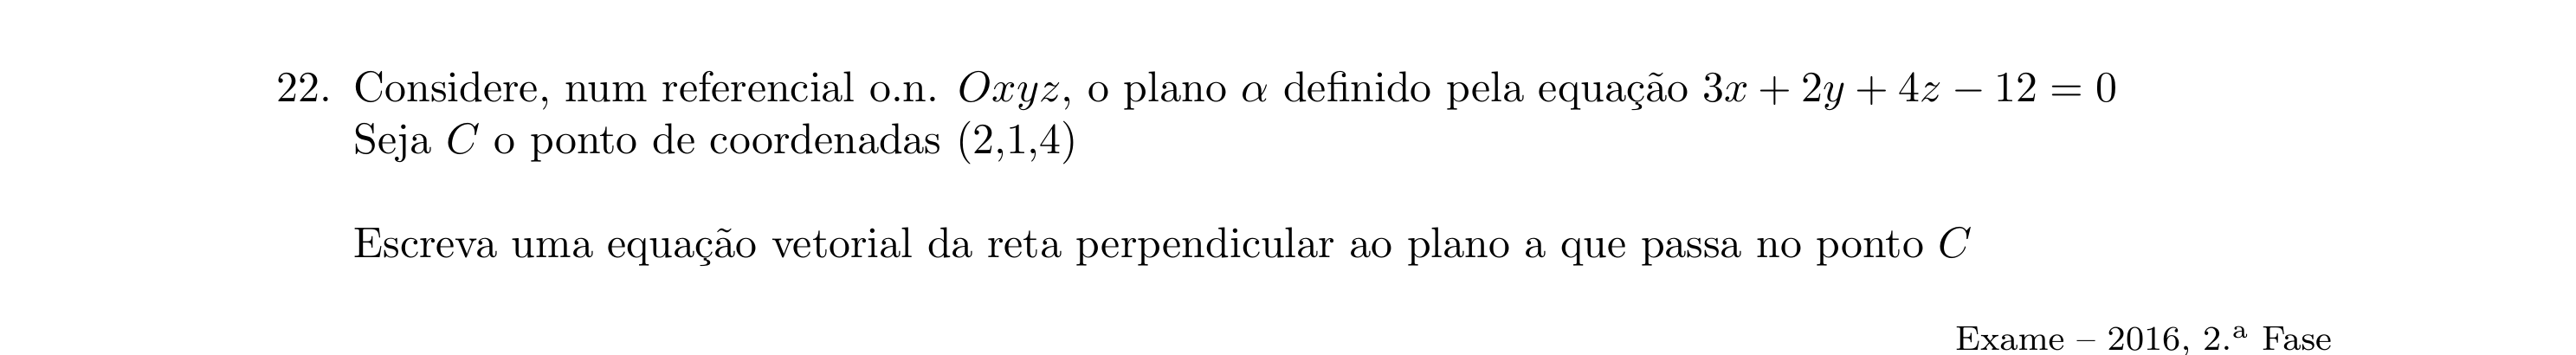 22. Considere, num referencial o.n. Oxyz, o plano α definido pela equação 3x + 2y + 4z − 12 = 0
Seja C o ponto de coordenadas (2,1,4)
Escreva uma equação vetorial da reta perpendicular ao plano a que passa no ponto C
Exame – 2016, 2.ª Fase